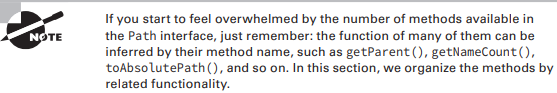 NOTE
If you start to feel overwhelmed by the number of methods available in
the Path interface, just remember: the function of many of them can be
inferred by their method name, such as getParent(), getNameCount(),
toAbsolutePath(), and so on. In this section, we organize the methods by
related functionality.